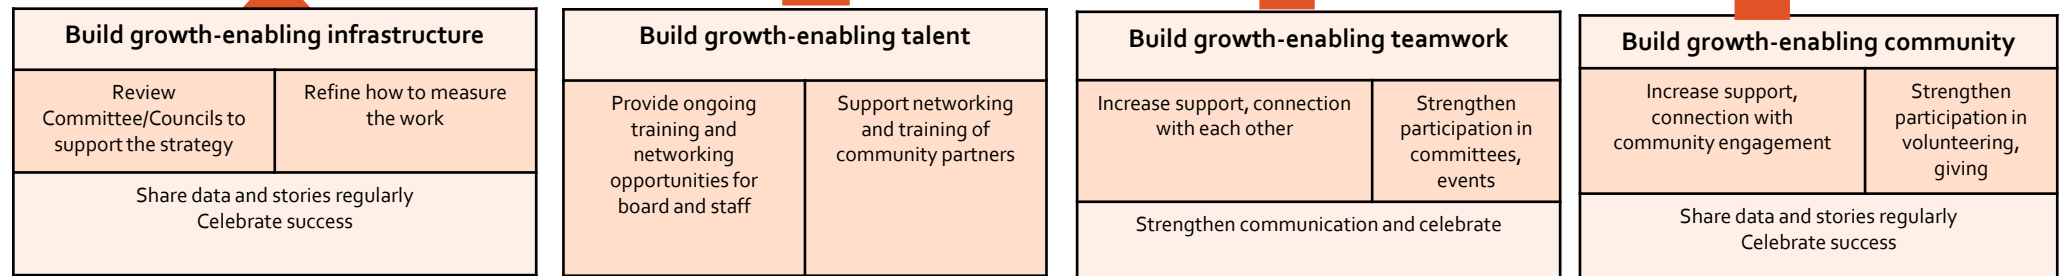 Build growth-enabling infrastructure
Review
Committee/Councils to
support the strategy
Refine how to measure
the work
Share data and stories regularly
Celebrate success
Build growth-enabling talent
Provide ongoing
training and
networking
opportunities for
board and staff
Support networking
and training of
community partners
Build growth-enabling teamwork
Increase support, connection
with each other
Strengthen
participation in
committees,
events
Strengthen communication and celebrate
Build growth-enabling community
Increase support,
connection with
community engagement
Strengthen
participation in
volunteering,
giving
Share data and stories regularly
Celebrate success